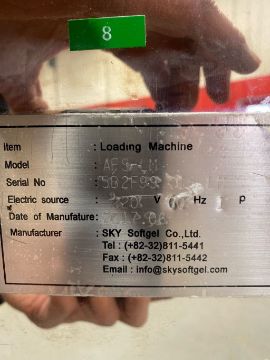 8
Item : Loading Machine
Model :
Serial No :
Electric source : V Hz P
Date of Manufature:
Manufacturer : SKY Softgel Co.,Ltd.
Tel : (+82-32)811-5441
Fax : (+82-32)811-5442
Email : info@skysoftgel.com